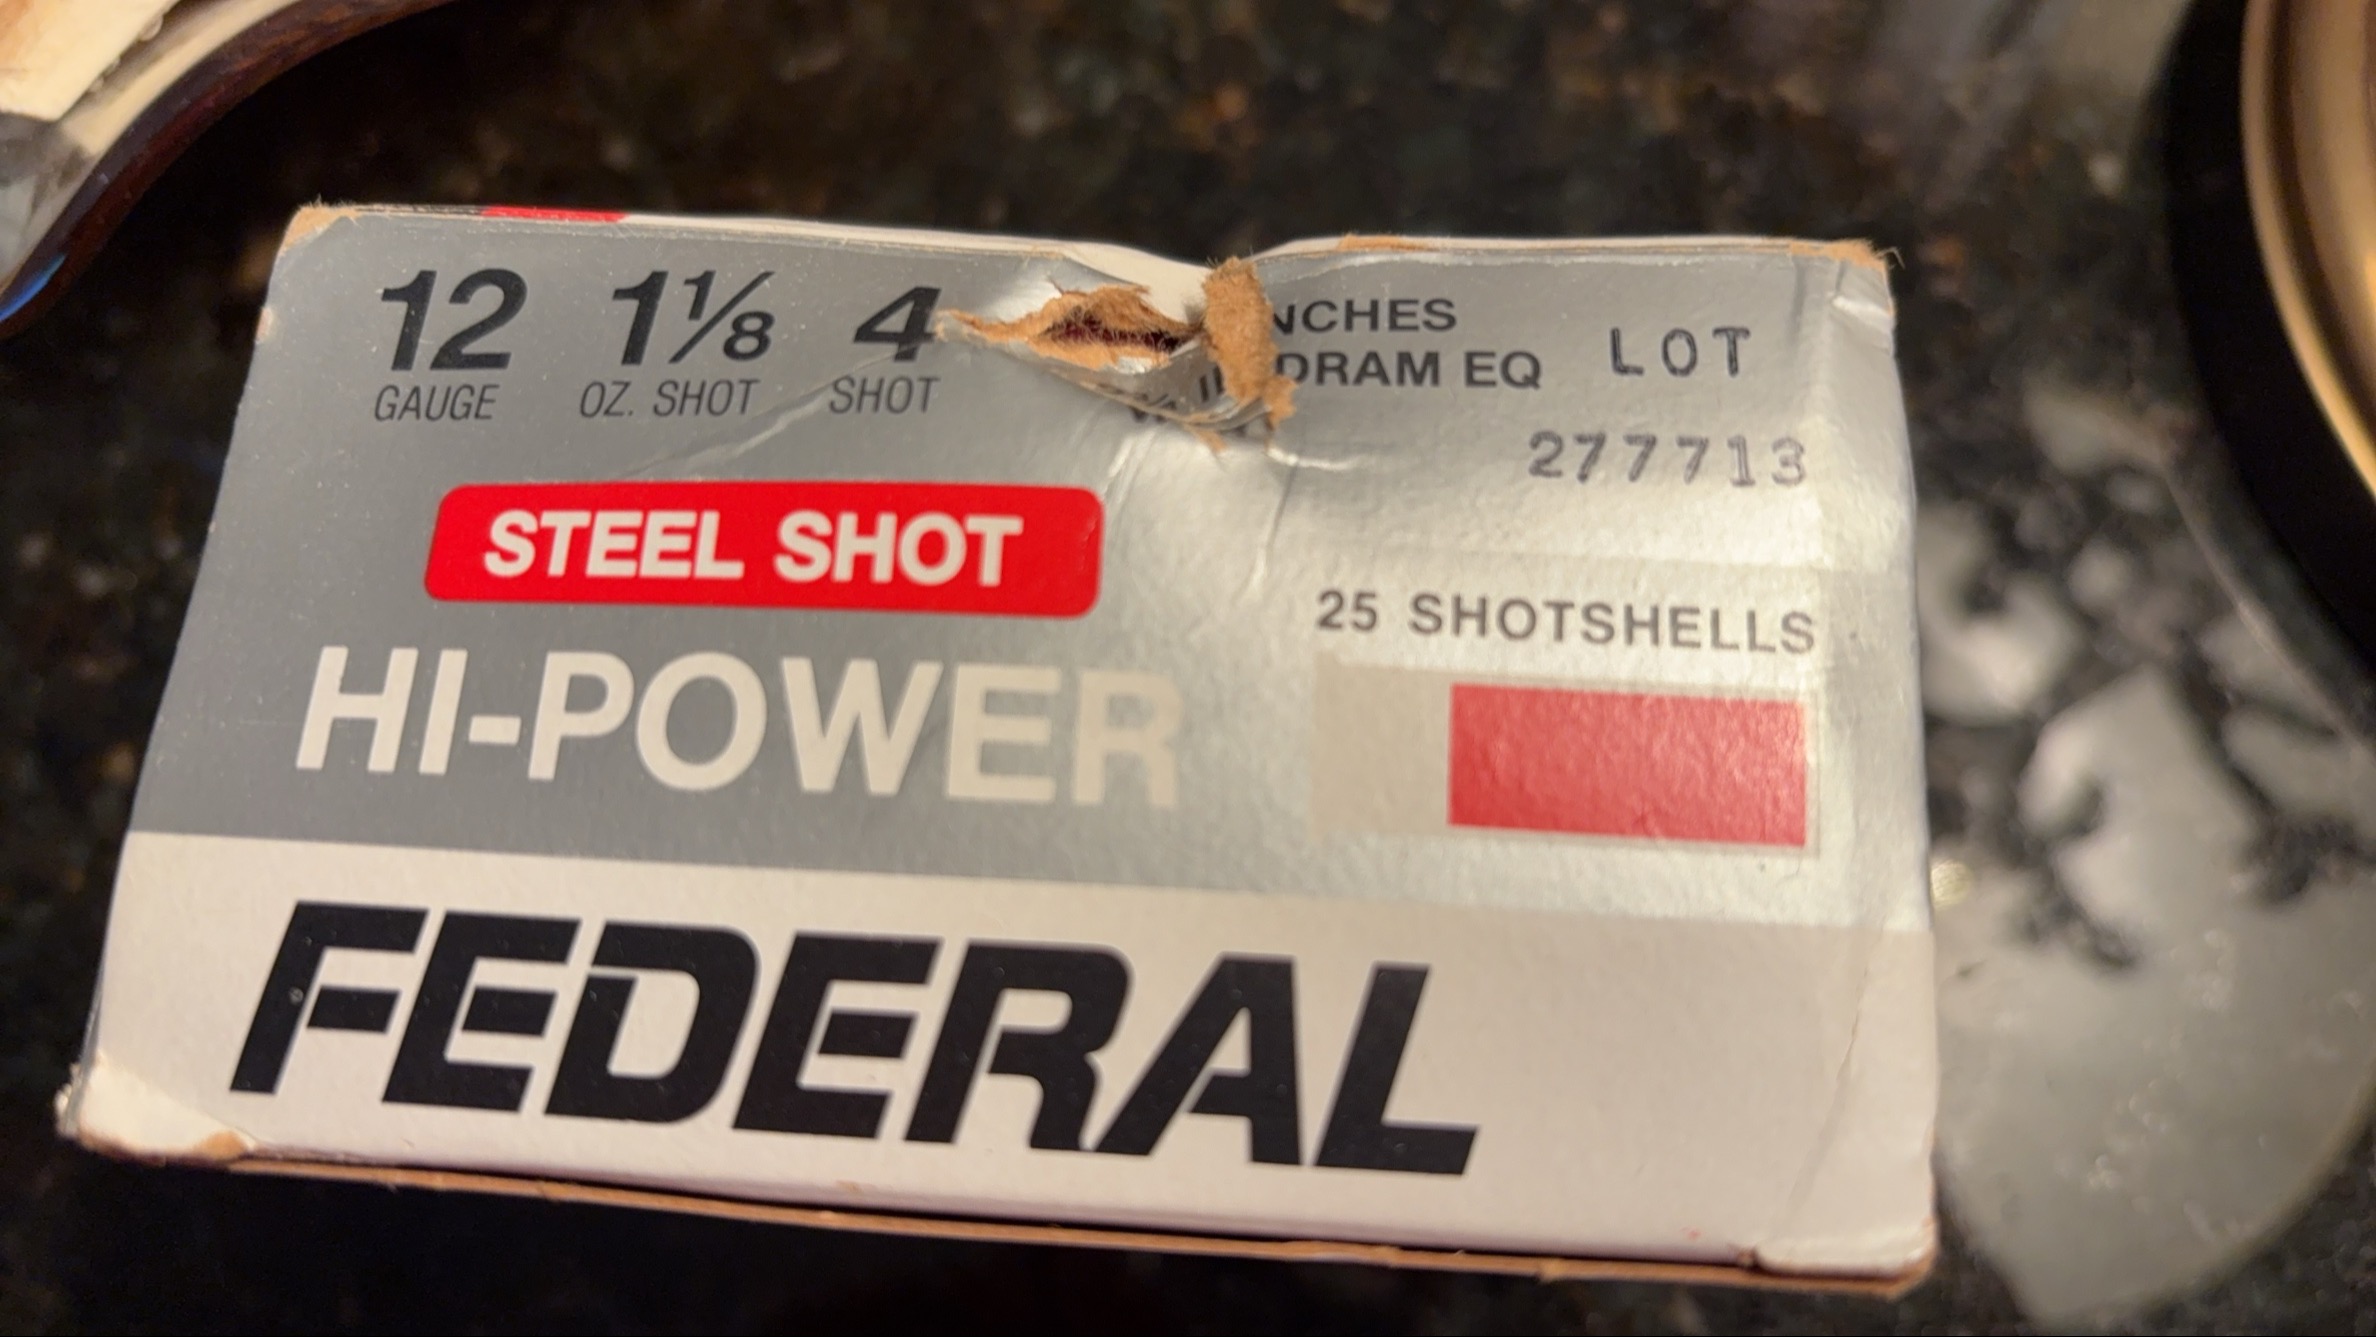 12 1⅛ 4 NCHES LOT
GAUGE OZ. SHOT SHOT DRAM EQ
277713
STEEL SHOT
25 SHOTSHELLS
HI-POWER
FEDERAL